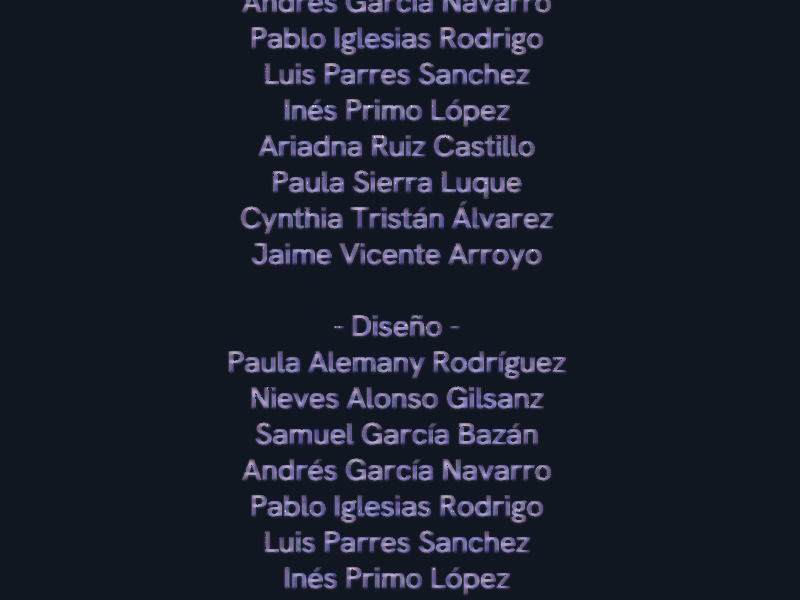 Andrés García Navarro
Pablo Iglesias Rodrigo
Luis Parres Sanchez
Inés Primo López
Ariadna Ruiz Castillo
Paula Sierra Luque
Cynthia Tristán Álvarez
Jaime Vicente Arroyo
- Diseño -
Paula Alemany Rodríguez
Nieves Alonso Gilsanz
Samuel García Bazán
Andrés García Navarro
Pablo Iglesias Rodrigo
Luis Parres Sanchez
Inés Primo López